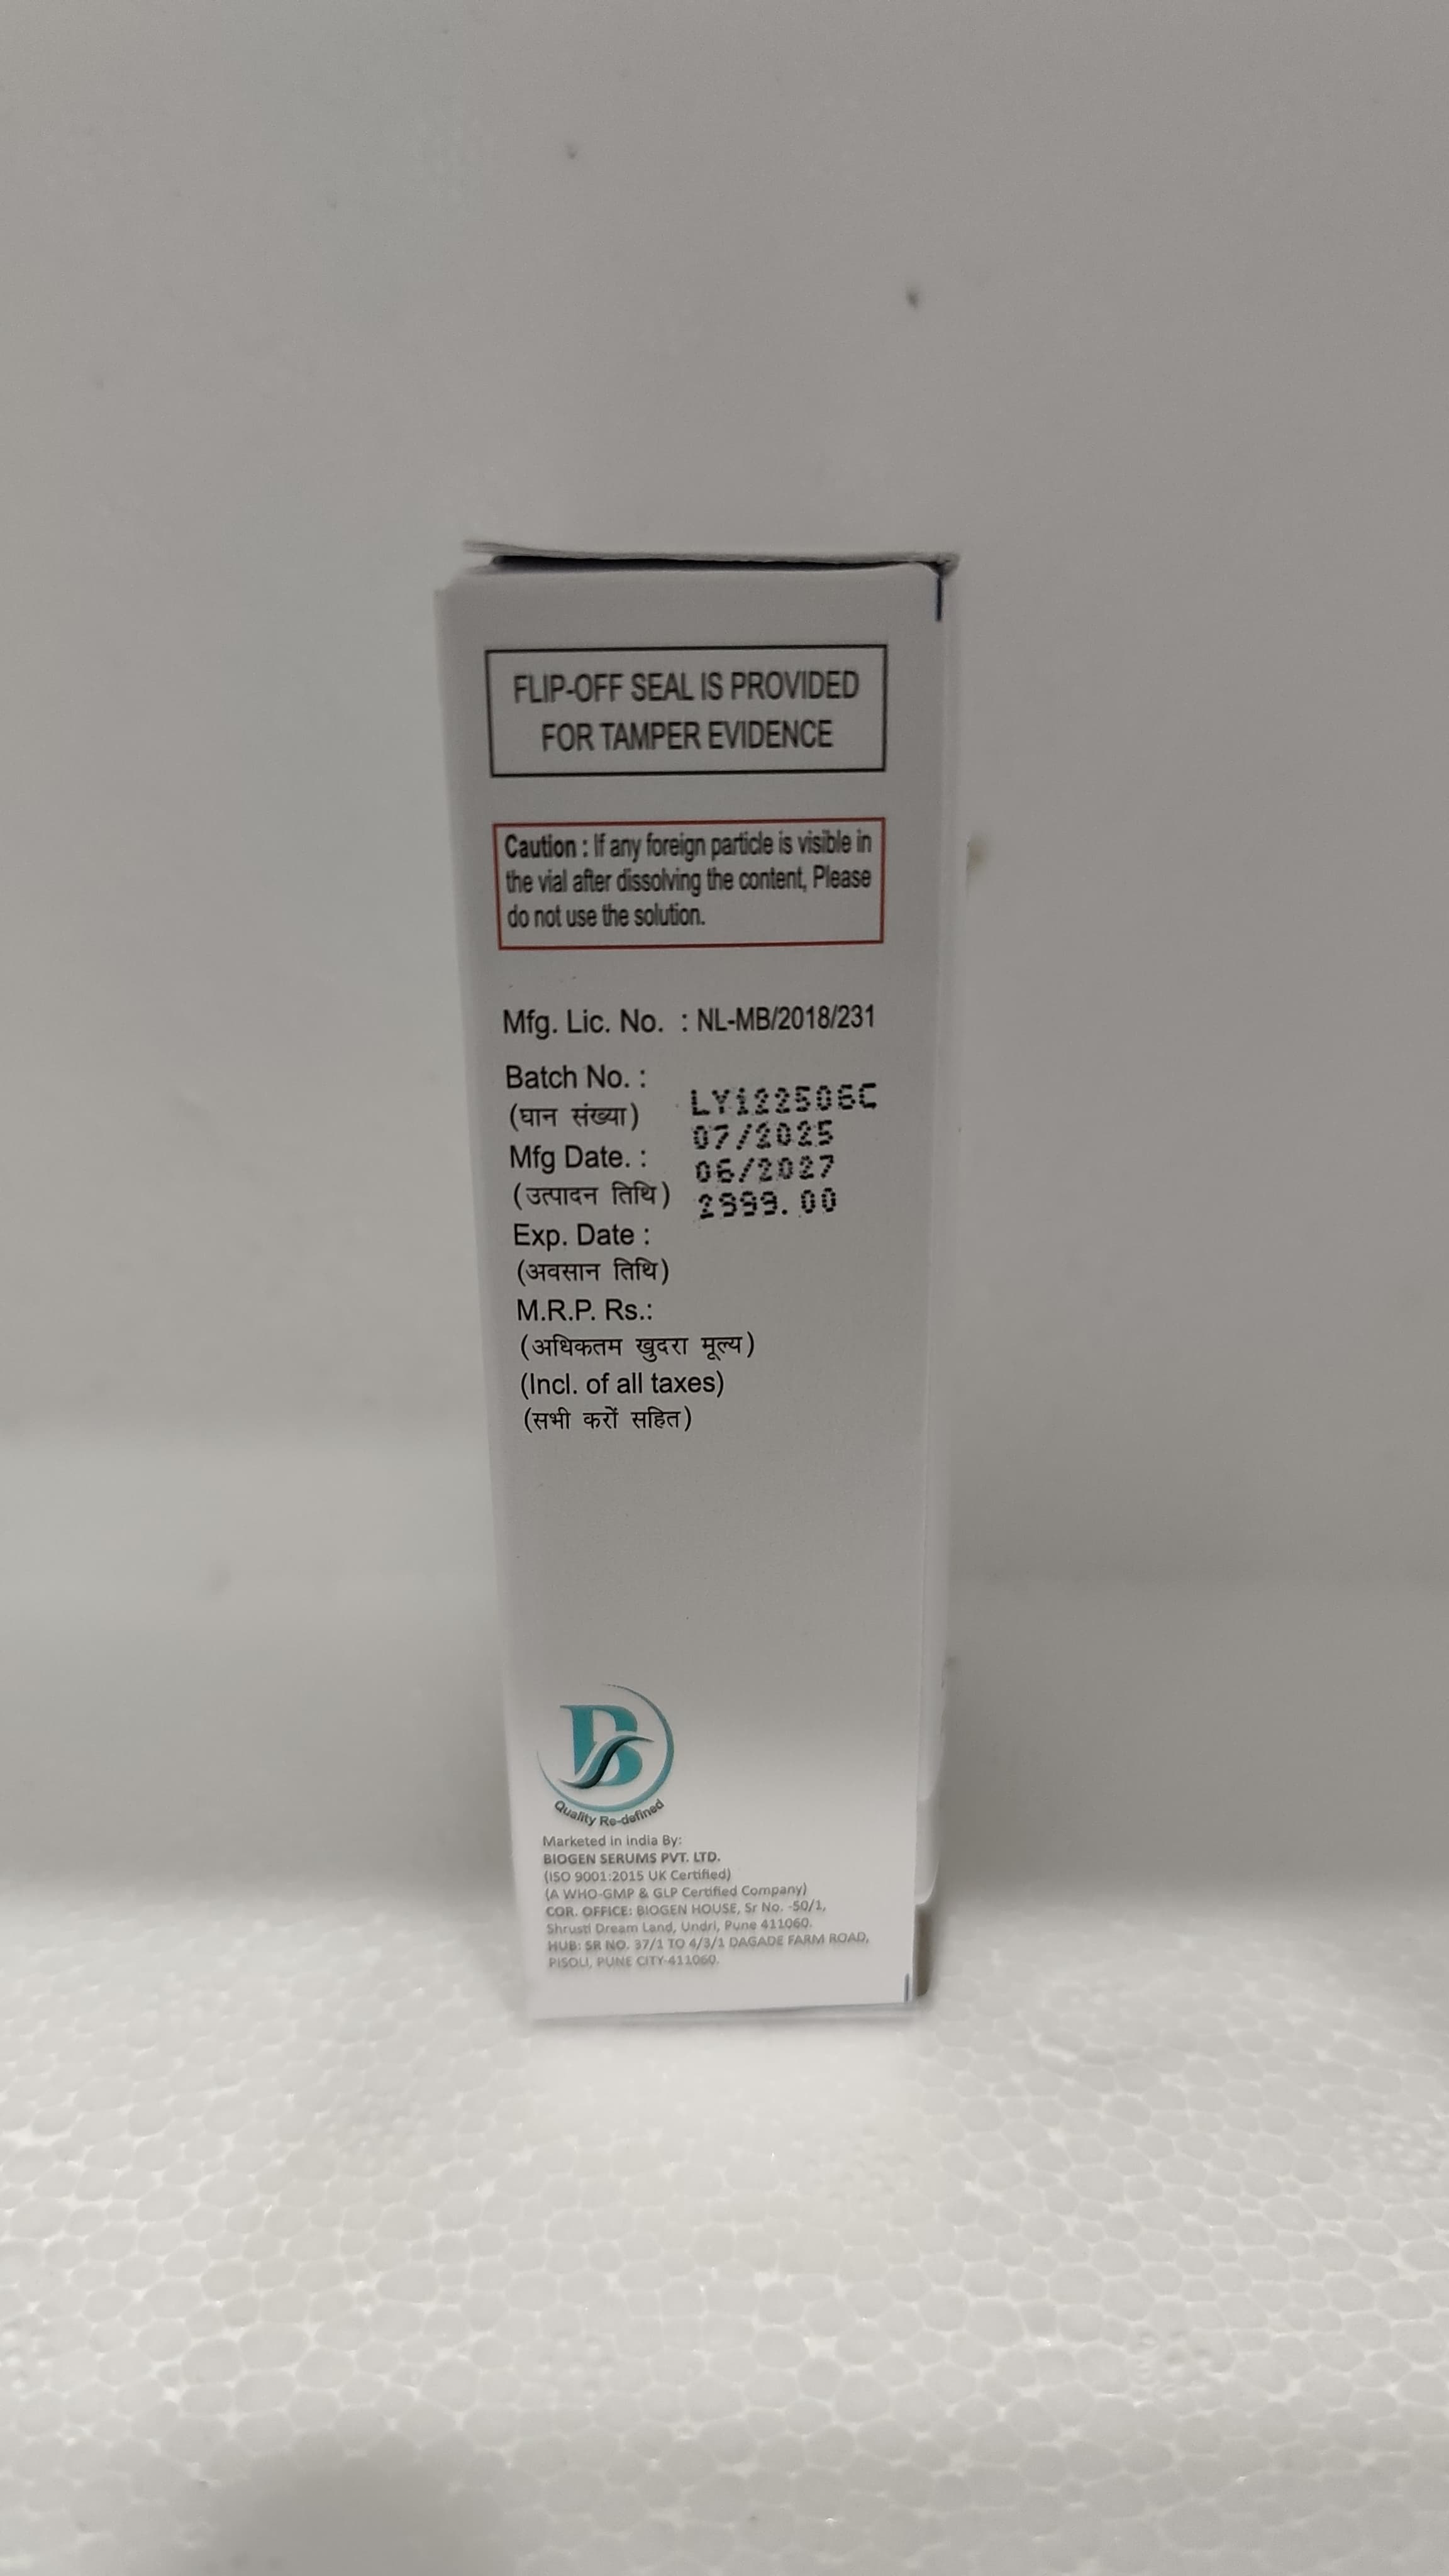 FLIP-OFF SEAL IS PROVIDED
FOR TAMPER EVIDENCE
Caution : If any foreign particle is visible in
the vial after dissolving the content, Please
do not use the solution.
Mfg. Lic. No. : NL-MB/2018/231
Batch No. :
(घान संख्या)
LY122506C
07/2025
Mfg Date. :
06/2027
(उत्पादन तिथि)
2999.00
Exp. Date :
(अवसान तिथि)
M.R.P. Rs.:
(अधिकतम खुदरा मूल्य)
(Incl. of all taxes)
(सभी करों सहित)
B
Quality Re-defined
Marketed in india By:
BIOGEN SERUMS PVT. LTD.
(ISO 9001:2015 UK Certified)
(A WHO-GMP & GLP Certified Company)
COR. OFFICE: BIOGEN HOUSE, Sr No. -50/1,
Shrusti Dream Land, Undri, Pune 411060.
HUB: SR NO. 37/1 TO 4/3/1 DAGADE FARM ROAD,
PISOLI, PUNE CITY-411060.